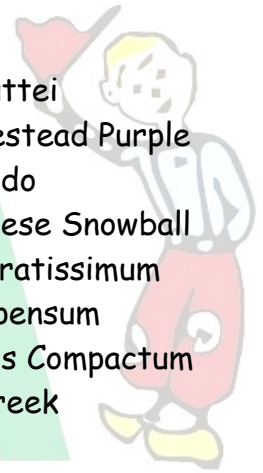 ttei
estead Purple
do
ese Snowball
ratissimum
pensum
s Compactum
reek